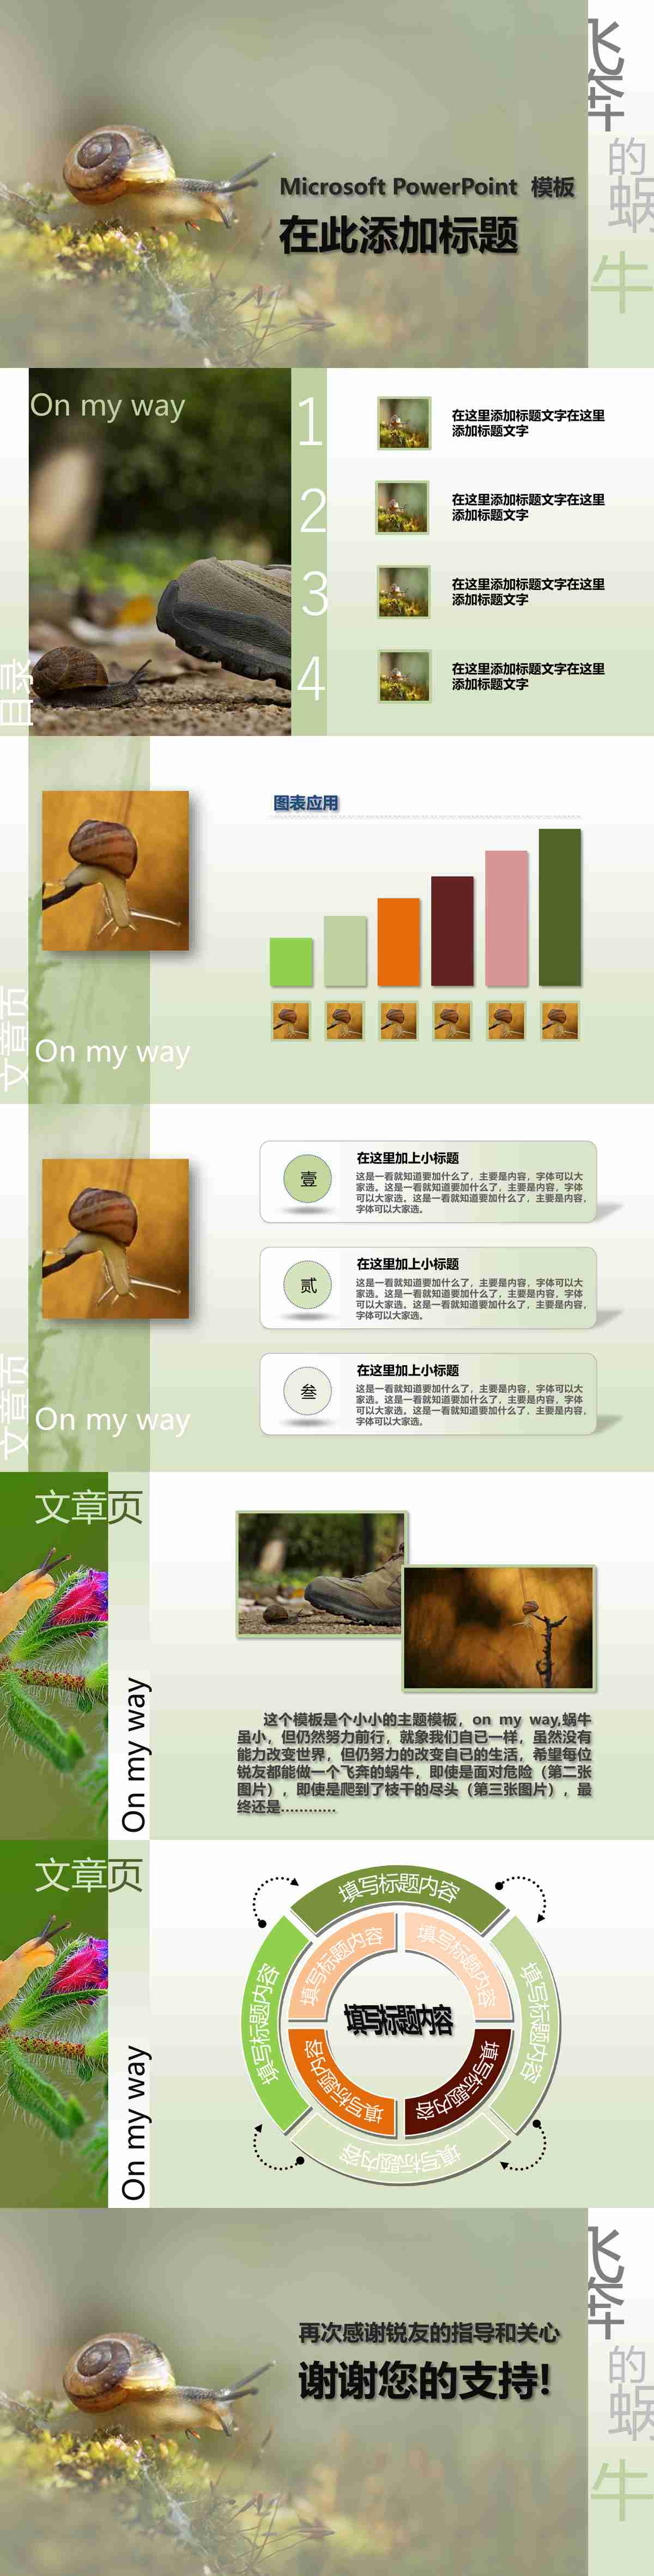 飞奔
的
蜗
牛
Microsoft PowerPoint 模板
在此添加标题
On my way
目录
1
在这里添加标题文字在这里
添加标题文字
2
在这里添加标题文字在这里
添加标题文字
3
在这里添加标题文字在这里
添加标题文字
4
在这里添加标题文字在这里
添加标题文字
图表应用
文章页
On my way
壹
在这里加上小标题
这是一看就知道要加什么了，主要是内容，字体可以大
家选。这是一看就知道要加什么了，主要是内容，字体
可以大家选。这是一看就知道要加什么了，主要是内容，
字体可以大家选。
贰
在这里加上小标题
这是一看就知道要加什么了，主要是内容，字体可以大
家选。这是一看就知道要加什么了，主要是内容，字体
可以大家选。这是一看就知道要加什么了，主要是内容，
字体可以大家选。
叁
在这里加上小标题
这是一看就知道要加什么了，主要是内容，字体可以大
家选。这是一看就知道要加什么了，主要是内容，字体
可以大家选。这是一看就知道要加什么了，主要是内容，
字体可以大家选。
文章页
On my way
文章页
On my way
这个模板是个小小的主题模板，on my way,蜗牛
虽小，但仍然努力前行，就象我们自已一样，虽然没有
能力改变世界，但仍努力的改变自已的生活，希望每位
锐友都能做一个飞奔的蜗牛，即使是面对危险（第二张
图片），即使是爬到了枝干的尽头（第三张图片），最
终还是…………
文章页
On my way
填写标题内容
填写标题内容
填写标题内容
填写标题内容
填写标题内容
填写标题内容
填写标题内容
填写标题内容
填写标题内容
飞奔
的
蜗
牛
再次感谢锐友的指导和关心
谢谢您的支持!